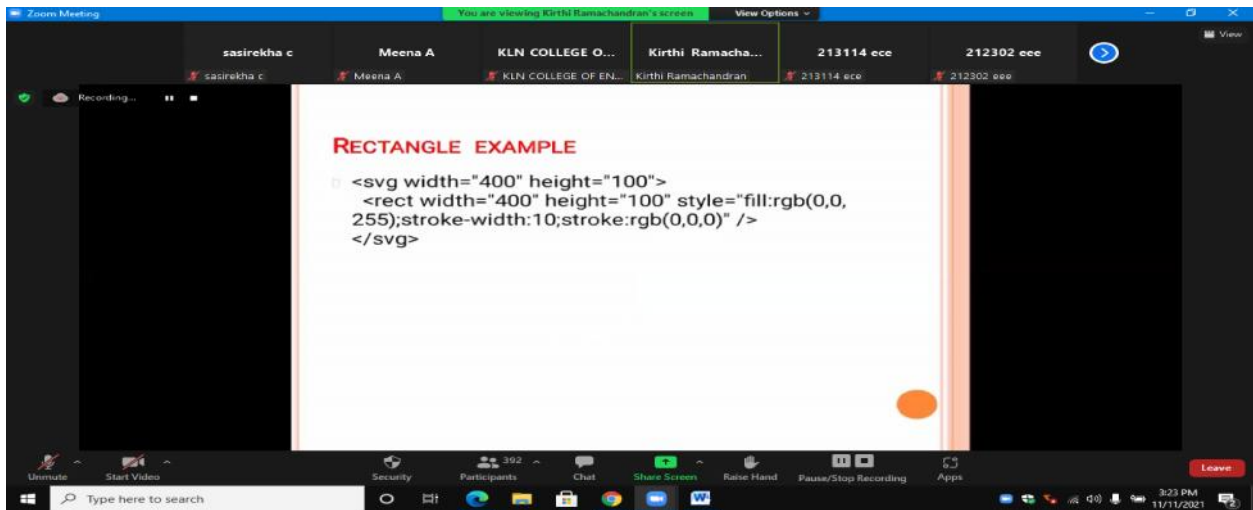 Zoom Meeting
You are viewing Kirthi Ramachandran's screen View Options
View
sasirekha c Meena A KLN COLLEGE O... Kirthi Ramacha... 213114 ece 212302 eee
sasirekha c Meena A KLN COLLEGE OF EN... Kirthi Ramachandran 213114 ece 212302 eee
Recording...
RECTANGLE EXAMPLE
<svg width="400" height="100">
<rect width="400" height="100" style="fill:rgb(0,0,
255);stroke-width:10;stroke:rgb(0,0,0)" />
</svg>
392
Unmute Start Video Security Participants Chat Share Screen Raise Hand Pause/Stop Recording Apps Leave
Type here to search
W
3:23 PM
11/11/2021
2